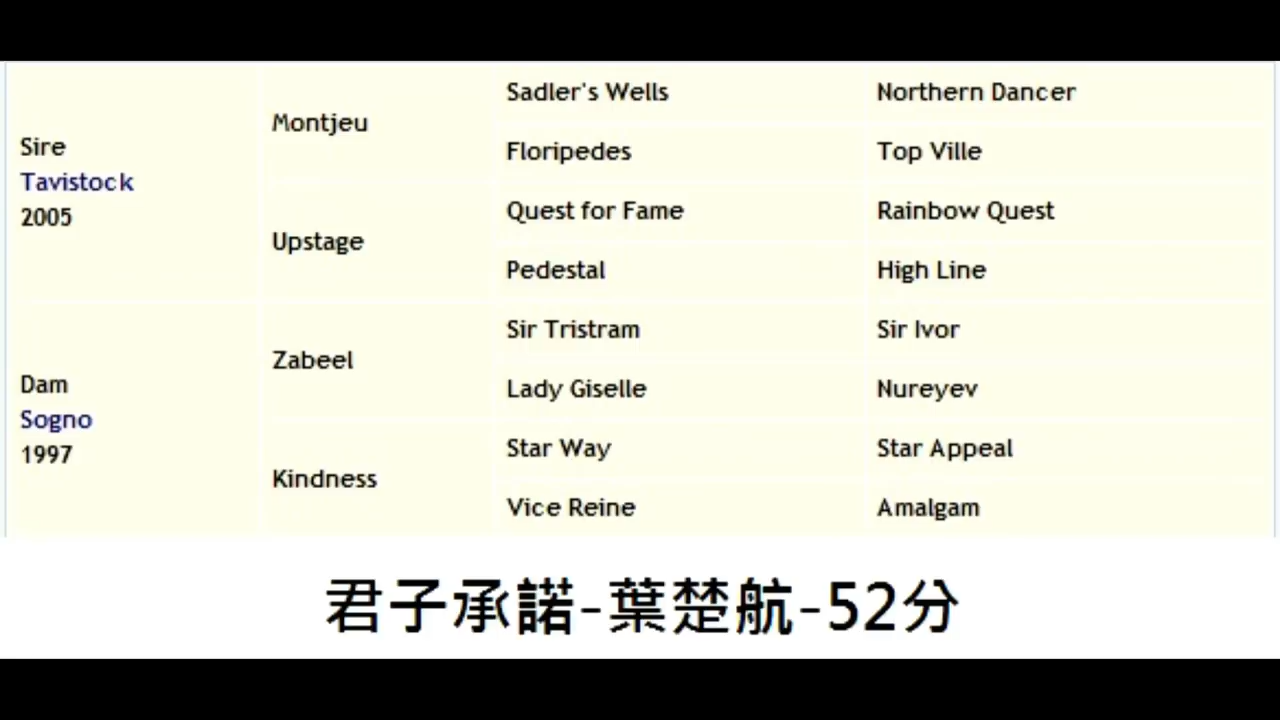 Sire
Tavistock
2005
Montjeu
Upstage
Sadler's Wells
Northern Dancer
Floripedes
Top Ville
Quest for Fame
Rainbow Quest
Pedestal
High Line
Dam
Sogno
1997
Zabeel
Kindness
Sir Tristram
Sir Ivor
Lady Giselle
Nureyev
Star Way
Star Appeal
Vice Reine
Amalgam
君子承諾-葉楚航-52分